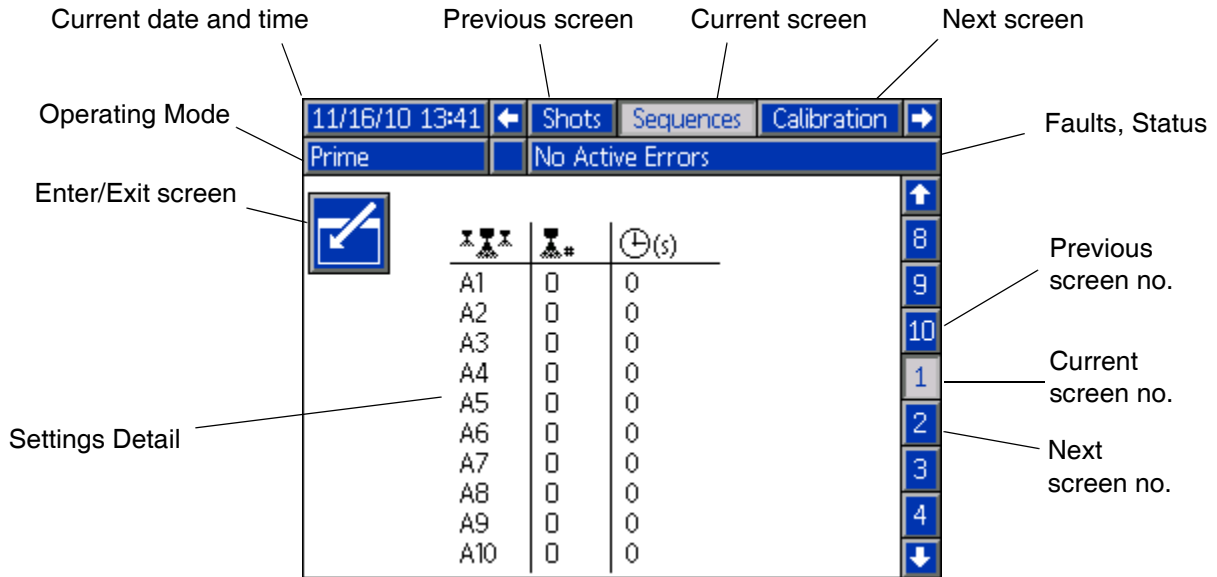 Current date and time
Previous screen
Current screen
Next screen
Operating Mode
Enter/Exit screen
Settings Detail
Faults, Status
Previous
screen no.
Current
screen no.
Next
screen no.
11/16/10 13:41 Shots Sequences Calibration
Prime No Active Errors
# (s)
A1 0 0
A2 0 0
A3 0 0
A4 0 0
A5 0 0
A6 0 0
A7 0 0
A8 0 0
A9 0 0
A10 0 0
8
9
10
1
2
3
4